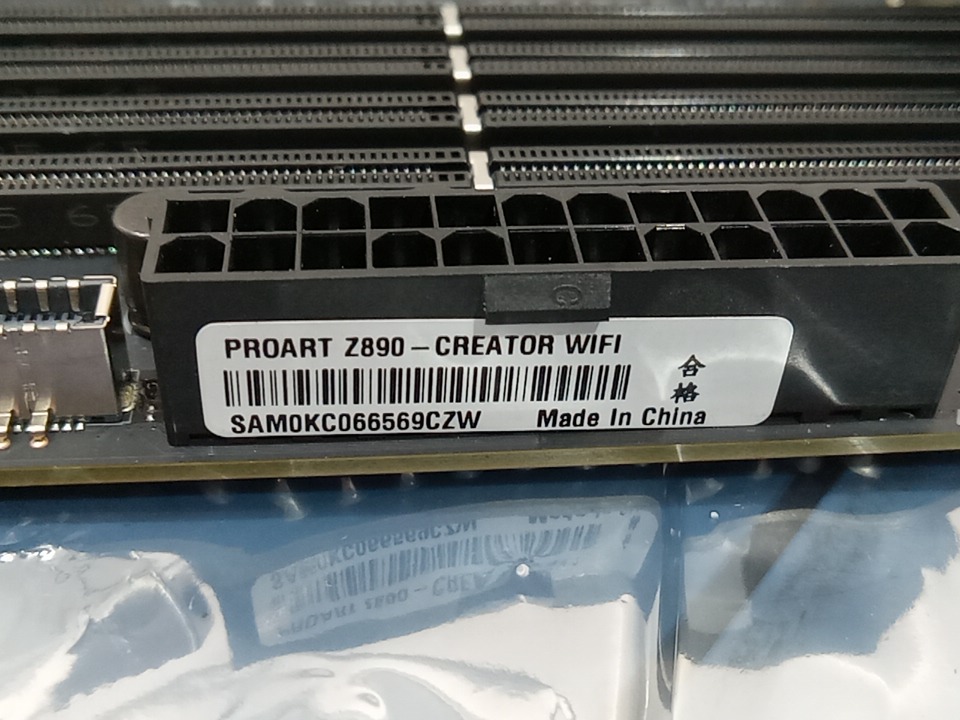 PROART Z890-CREATOR WIFI
合格
SAM0KC066569CZW Made In China